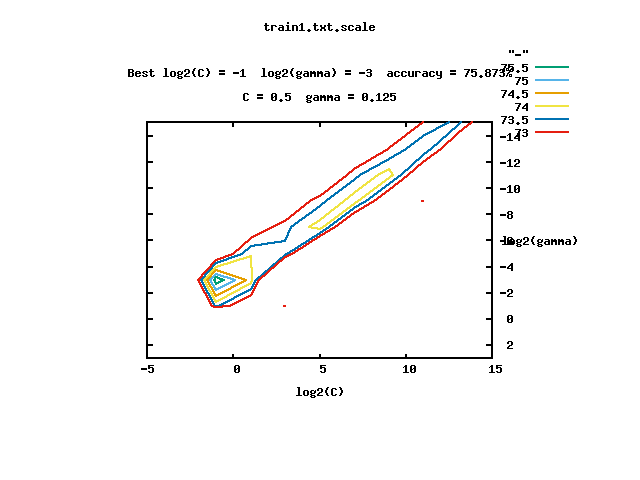 train1.txt.scale
"-"
Best log2(C) = -1  log2(gamma) = -3  accuracy = 75.873%
75.5
75
74.5
C = 0.5  gamma = 0.125
74
73.5
73
-14
-12
-10
-8
-6
log2(gamma)
-4
-2
0
2
-5 0 5 10 15
log2(C)